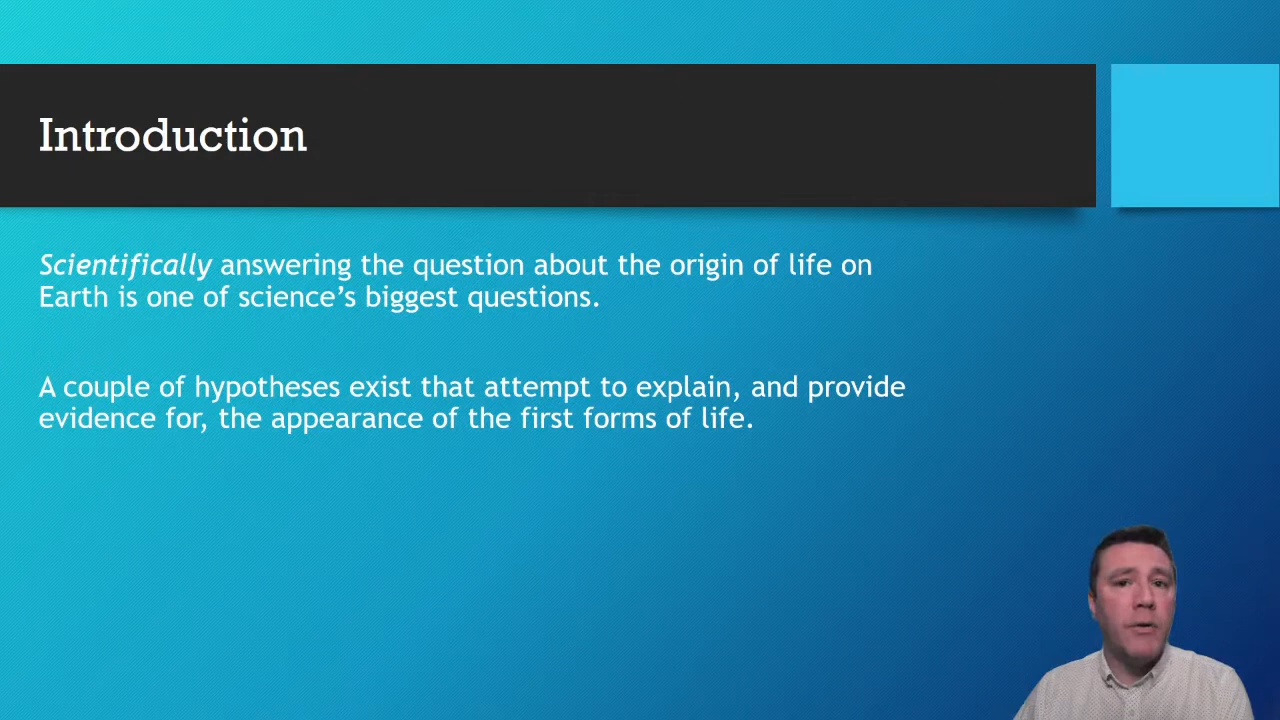 Introduction
Scientifically answering the question about the origin of life on
Earth is one of science’s biggest questions.
A couple of hypotheses exist that attempt to explain, and provide
evidence for, the appearance of the first forms of life.